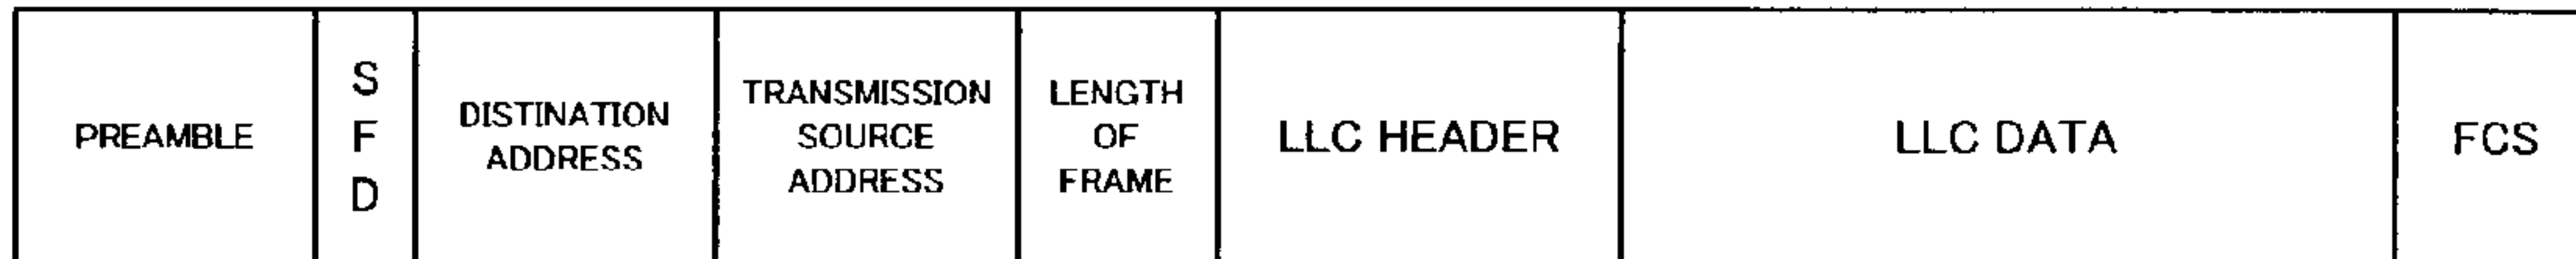 PREAMBLE
S
F
D
DISTINATION
ADDRESS
TRANSMISSION
SOURCE
ADDRESS
LENGTH
OF
FRAME
LLC HEADER
LLC DATA
FCS